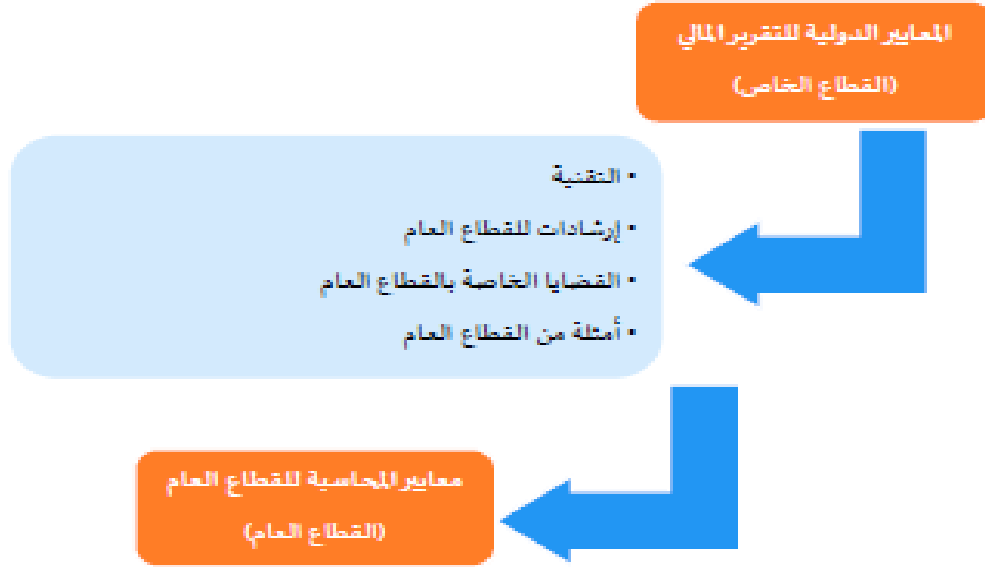 المعايير الدولية للتقرير المالي
(القطاع الخاص)
• التقنية
• إرشادات للقطاع العام
• القضايا الخاصة بالقطاع العام
• أمثلة من القطاع العام
معايير المحاسبة للقطاع العام
(القطاع العام)